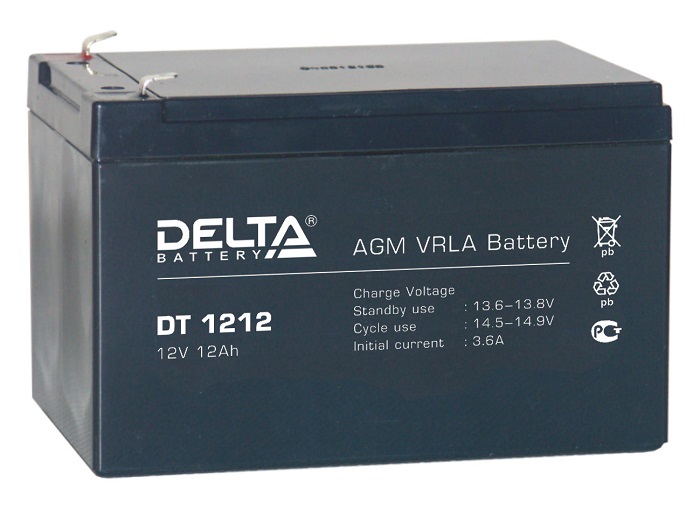 DELTA®
BATTERY
DT 1212
12V 12Ah
AGM VRLA Battery
Charge Voltage
Standby use : 13.6–13.8V
Cycle use : 14.5–14.9V
Initial current : 3.6A
pb
pb